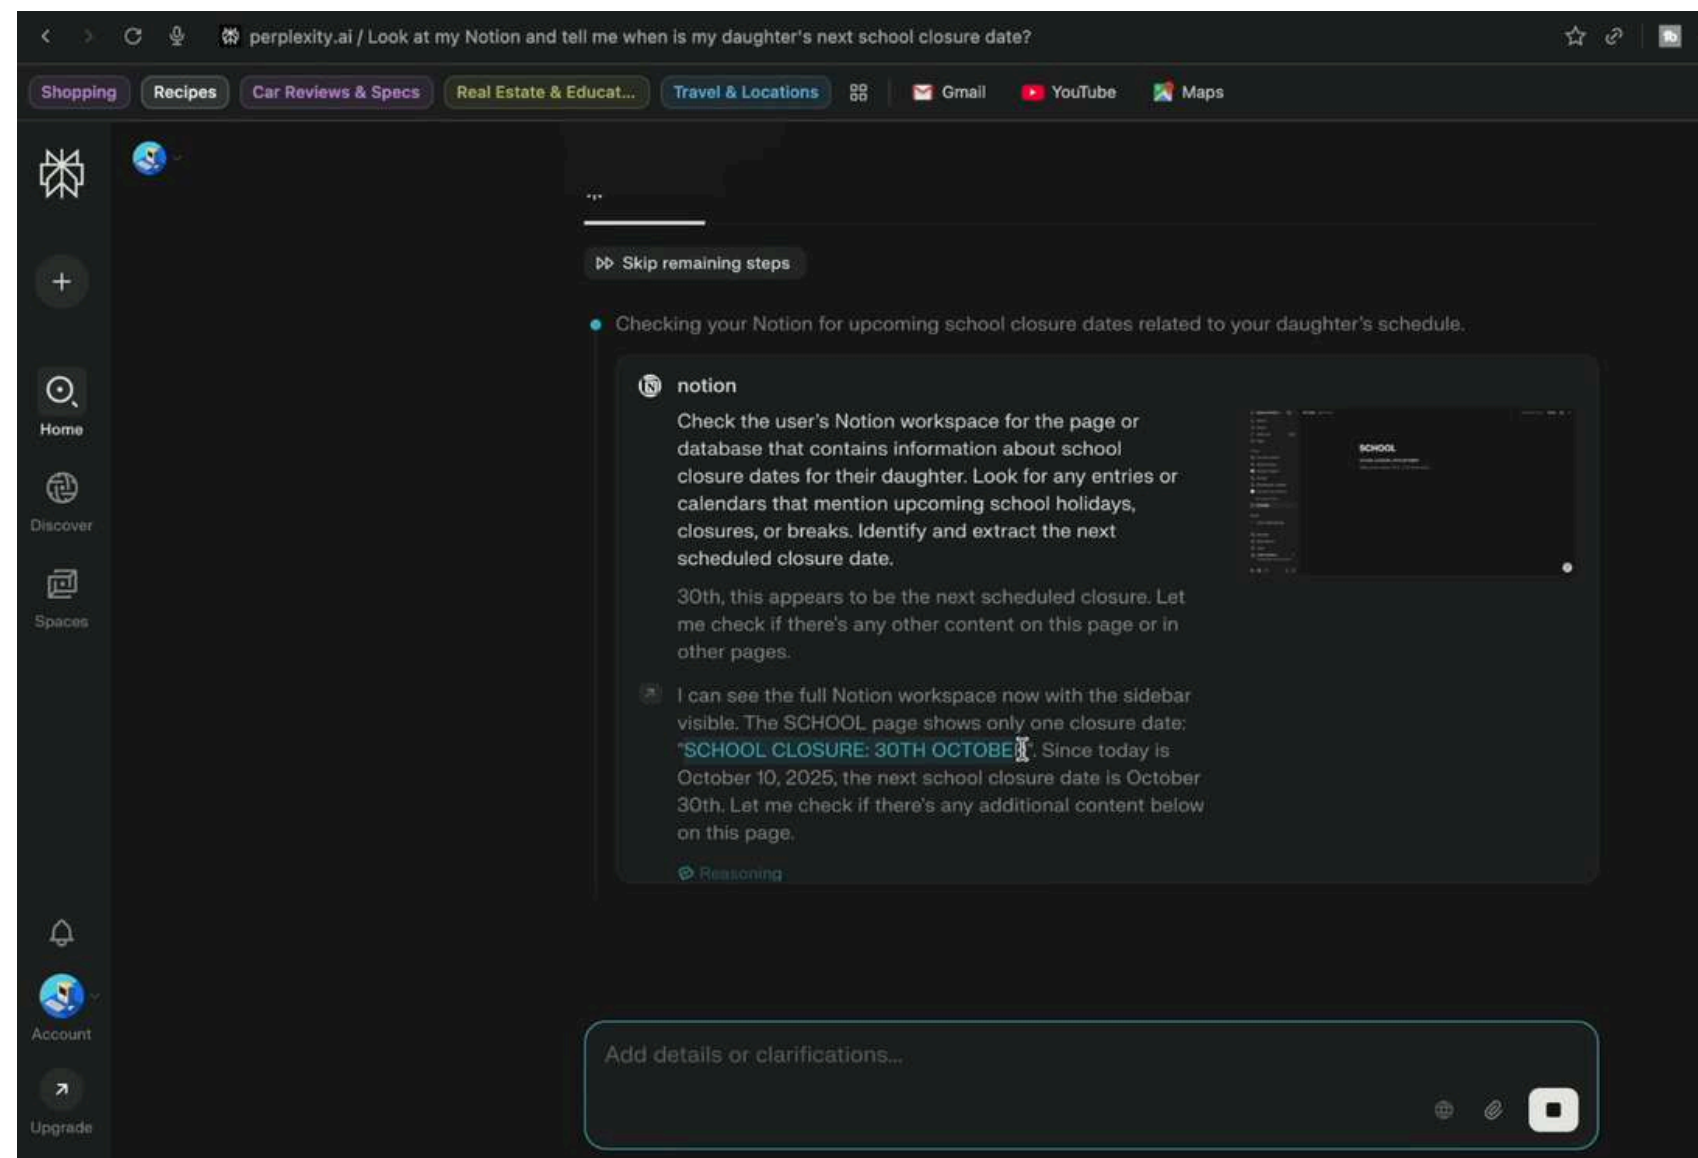 perplexity.ai / Look at my Notion and tell me when is my daughter's next school closure date?
Shopping
Recipes
Car Reviews & Specs
Real Estate & Educat...
Travel & Locations
Gmail
YouTube
Maps
Skip remaining steps
Checking your Notion for upcoming school closure dates related to your daughter's schedule.
notion
Check the user's Notion workspace for the page or
database that contains information about school
closure dates for their daughter. Look for any entries or
calendars that mention upcoming school holidays,
closures, or breaks. Identify and extract the next
scheduled closure date.
SCHOOL
30th, this appears to be the next scheduled closure. Let
me check if there's any other content on this page or in
other pages.
I can see the full Notion workspace now with the sidebar
visible. The SCHOOL page shows only one closure date:
"SCHOOL CLOSURE: 30TH OCTOBER". Since today is
October 10, 2025, the next school closure date is October
30th. Let me check if there's any additional content below
on this page.
Reasoning
Home
Discover
Spaces
Account
Upgrade
Add details or clarifications...